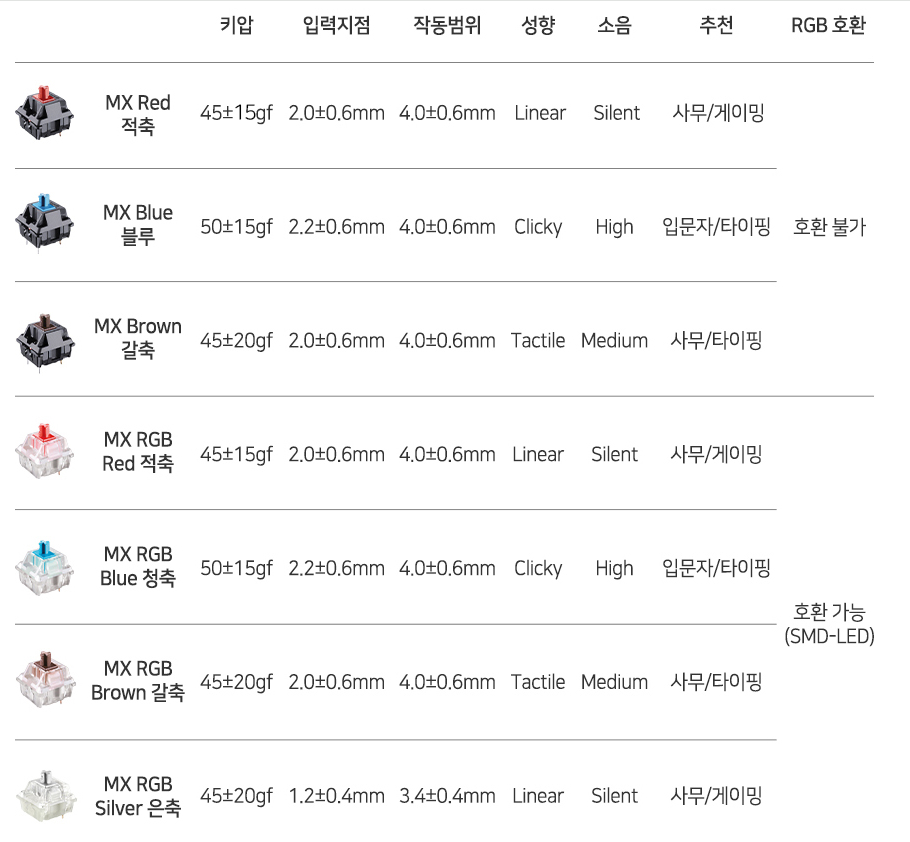 키압 입력지점 작동범위 성향 소음 추천 RGB 호환
MX Red
적축
45±15gf 2.0±0.6mm 4.0±0.6mm Linear Silent 사무/게이밍
MX Blue
블루
50±15gf 2.2±0.6mm 4.0±0.6mm Clicky High 입문자/타이핑
호환 불가
MX Brown
갈축
45±20gf 2.0±0.6mm 4.0±0.6mm Tactile Medium 사무/타이핑
MX RGB
Red 적축
45±15gf 2.0±0.6mm 4.0±0.6mm Linear Silent 사무/게이밍
MX RGB
Blue 청축
50±15gf 2.2±0.6mm 4.0±0.6mm Clicky High 입문자/타이핑
호환 가능
(SMD-LED)
MX RGB
Brown 갈축
45±20gf 2.0±0.6mm 4.0±0.6mm Tactile Medium 사무/타이핑
MX RGB
Silver 은축
45±20gf 1.2±0.4mm 3.4±0.4mm Linear Silent 사무/게이밍